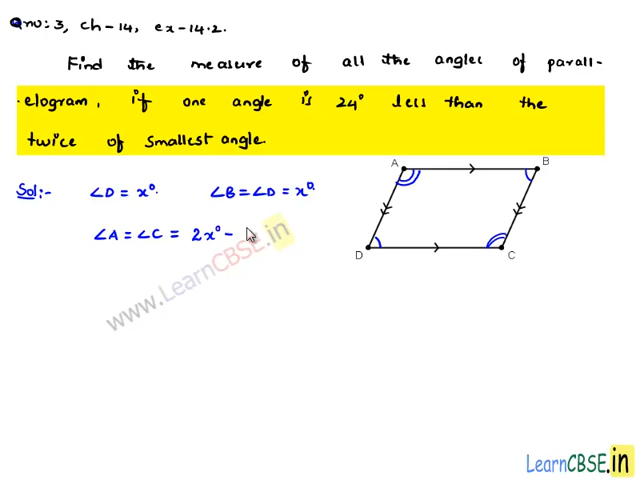 Qno: 3, ch-14, ex-14.2.
Find the measure of all the angles of parall-
-elogram, if one angle is 24° less than the
twice of smallest angle.
Sol:- ∠D = x°. ∠B = ∠D = x°.
∠A = ∠C = 2x° -
A
B
D
C
www.LearnCBSE.in
LearnCBSE.in